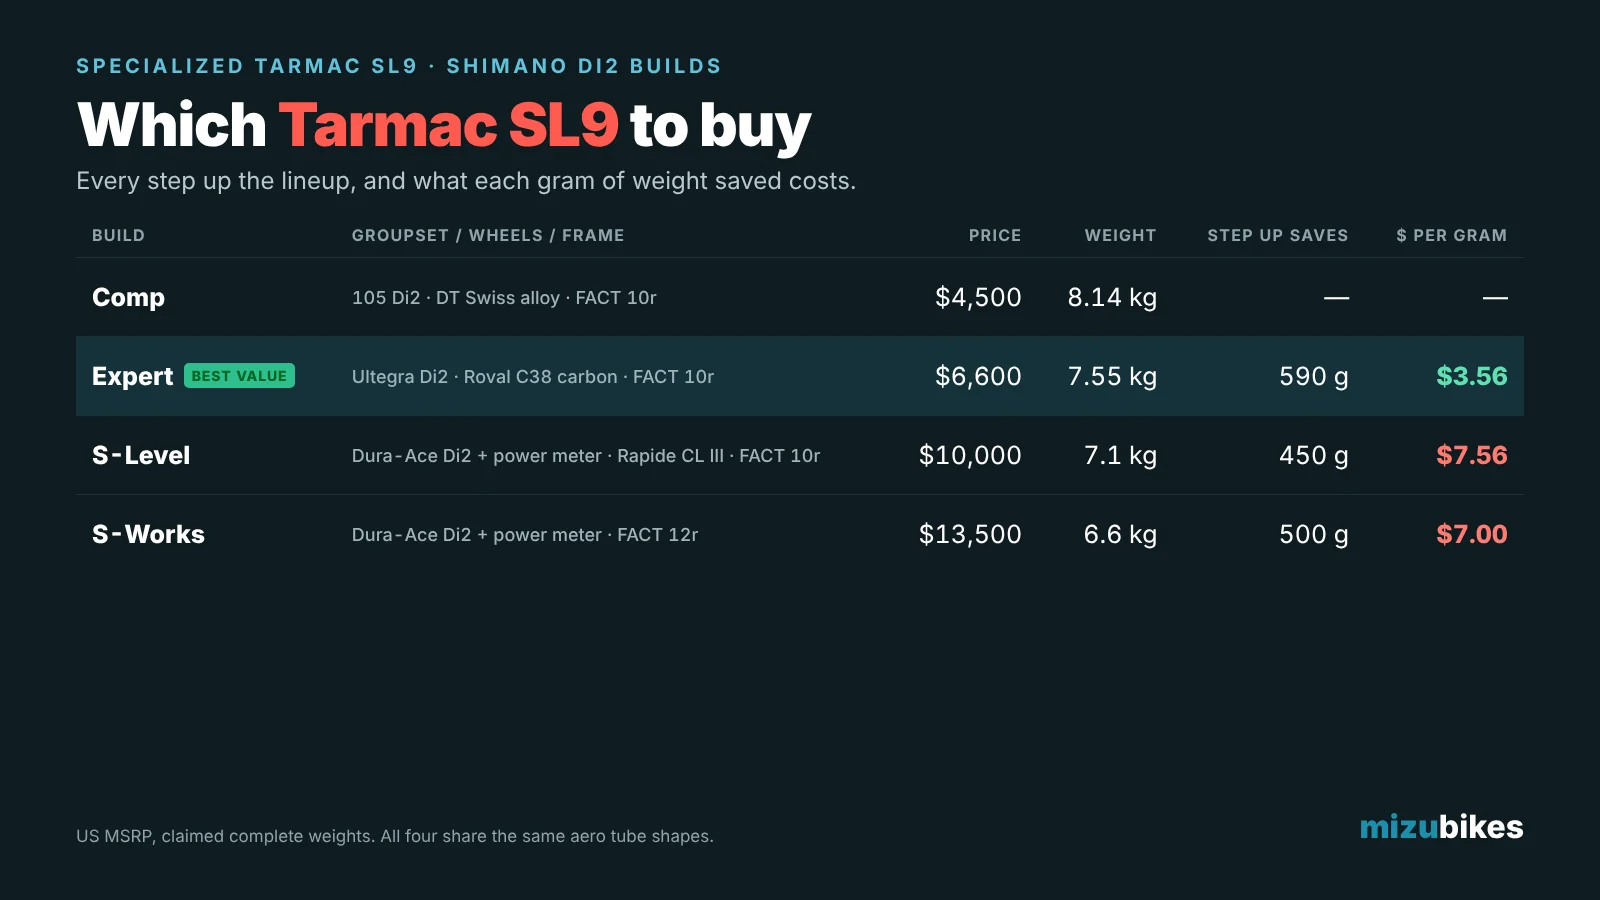 SPECIALIZED TARMAC SL9 · SHIMANO DI2 BUILDS
Which Tarmac SL9 to buy
Every step up the lineup, and what each gram of weight saved costs.
BUILD GROUPSET / WHEELS / FRAME PRICE WEIGHT STEP UP SAVES $ PER GRAM
Comp 105 Di2 · DT Swiss alloy · FACT 10r $4,500 8.14 kg — —
Expert BEST VALUE Ultegra Di2 · Roval C38 carbon · FACT 10r $6,600 7.55 kg 590 g $3.56
S-Level Dura-Ace Di2 + power meter · Rapide CL III · FACT 10r $10,000 7.1 kg 450 g $7.56
S-Works Dura-Ace Di2 + power meter · FACT 12r $13,500 6.6 kg 500 g $7.00
US MSRP, claimed complete weights. All four share the same aero tube shapes.
mizubikes